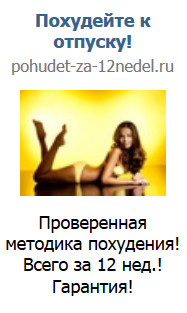 Похудейте к
отпуску!
pohudet-za-12nedel.ru
Проверенная
методика похудения!
Всего за 12 нед.!
Гарантия!